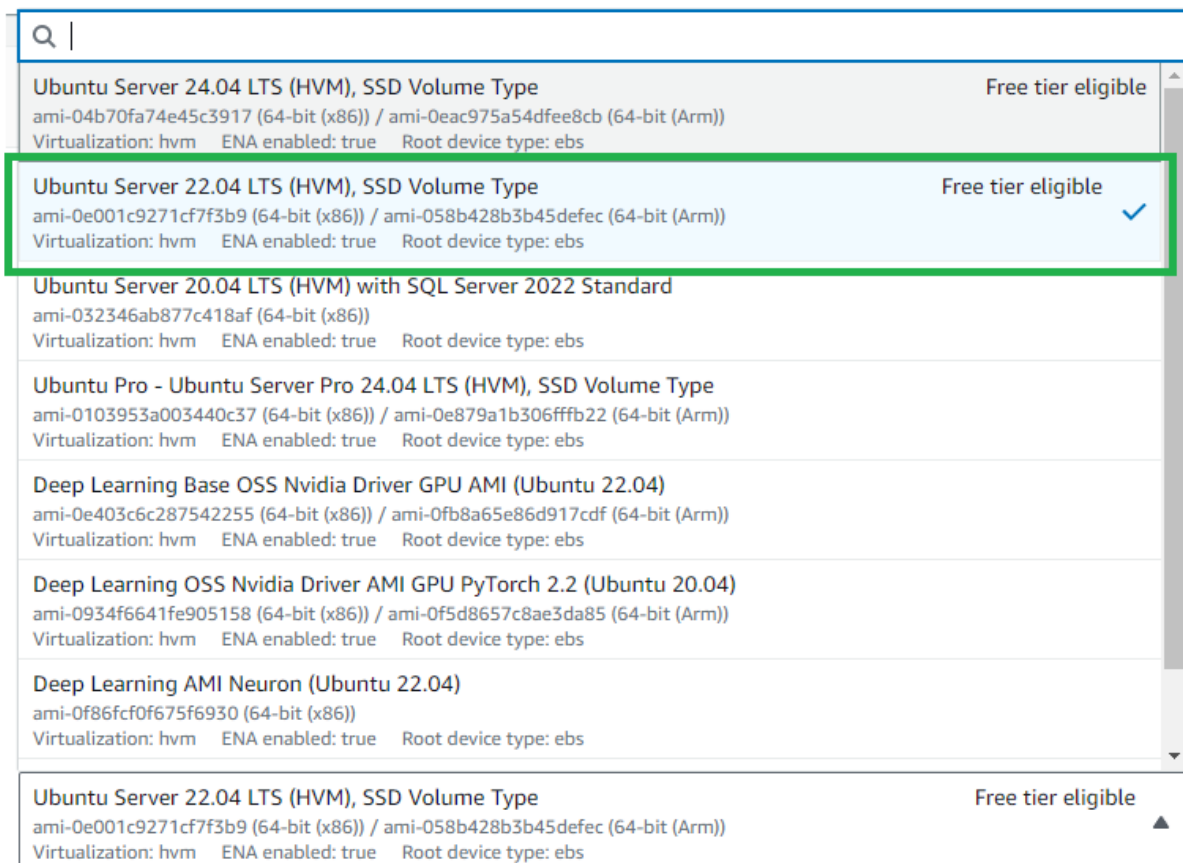 Ubuntu Server 24.04 LTS (HVM), SSD Volume Type Free tier eligible
ami-04b70fa74e45c3917 (64-bit (x86)) / ami-0eac975a54dfee8cb (64-bit (Arm))
Virtualization: hvm ENA enabled: true Root device type: ebs
Ubuntu Server 22.04 LTS (HVM), SSD Volume Type Free tier eligible
ami-0e001c9271cf7f3b9 (64-bit (x86)) / ami-058b428b3b45defec (64-bit (Arm))
Virtualization: hvm ENA enabled: true Root device type: ebs
Ubuntu Server 20.04 LTS (HVM) with SQL Server 2022 Standard
ami-032346ab877c418af (64-bit (x86))
Virtualization: hvm ENA enabled: true Root device type: ebs
Ubuntu Pro - Ubuntu Server Pro 24.04 LTS (HVM), SSD Volume Type
ami-0103953a003440c37 (64-bit (x86)) / ami-0e879a1b306fffb22 (64-bit (Arm))
Virtualization: hvm ENA enabled: true Root device type: ebs
Deep Learning Base OSS Nvidia Driver GPU AMI (Ubuntu 22.04)
ami-0e403c6c287542255 (64-bit (x86)) / ami-0fb8a65e86d917cdf (64-bit (Arm))
Virtualization: hvm ENA enabled: true Root device type: ebs
Deep Learning OSS Nvidia Driver AMI GPU PyTorch 2.2 (Ubuntu 20.04)
ami-0934f6641fe905158 (64-bit (x86)) / ami-0f5d8657c8ae3da85 (64-bit (Arm))
Virtualization: hvm ENA enabled: true Root device type: ebs
Deep Learning AMI Neuron (Ubuntu 22.04)
ami-0f86fcf0f675f6930 (64-bit (x86))
Virtualization: hvm ENA enabled: true Root device type: ebs
Ubuntu Server 22.04 LTS (HVM), SSD Volume Type Free tier eligible
ami-0e001c9271cf7f3b9 (64-bit (x86)) / ami-058b428b3b45defec (64-bit (Arm))
Virtualization: hvm ENA enabled: true Root device type: ebs